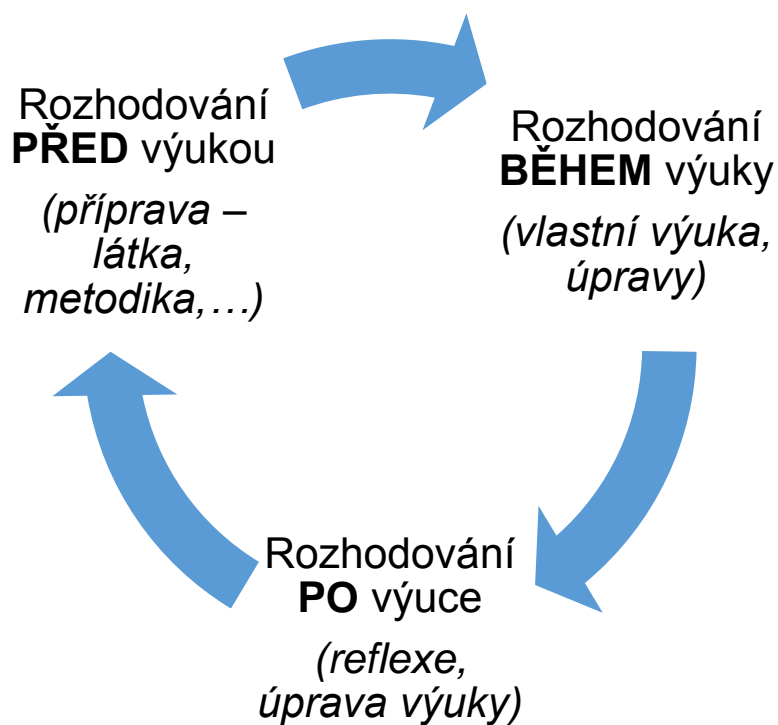 Rozhodování
PŘED výukou
(příprava –
látka,
metodika,…)
Rozhodování
BĚHEM výuky
(vlastní výuka,
úpravy)
Rozhodování
PO výuce
(reflexe,
úprava výuky)